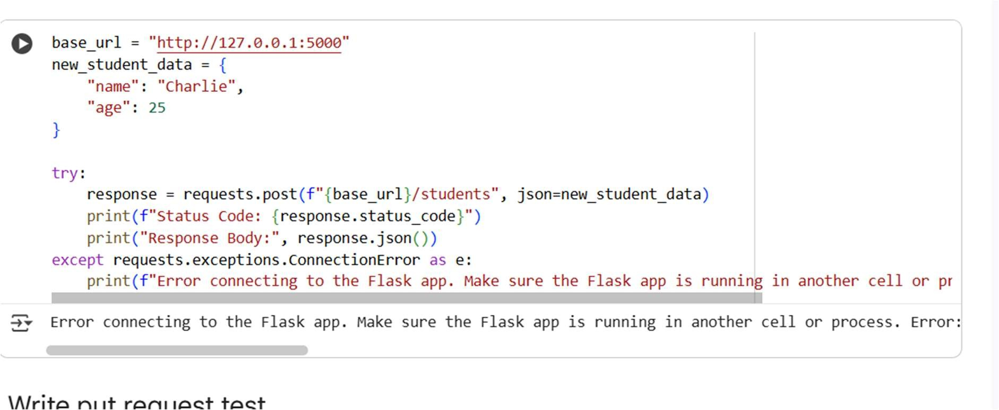 base_url = "http://127.0.0.1:5000"
new_student_data = {
    "name": "Charlie",
    "age": 25
}
try:
    response = requests.post(f"{base_url}/students", json=new_student_data)
    print(f"Status Code: {response.status_code}")
    print("Response Body:", response.json())
except requests.exceptions.ConnectionError as e:
    print(f"Error connecting to the Flask app. Make sure the Flask app is running in another cell or pr
Error connecting to the Flask app. Make sure the Flask app is running in another cell or process. Error:
Write put request test